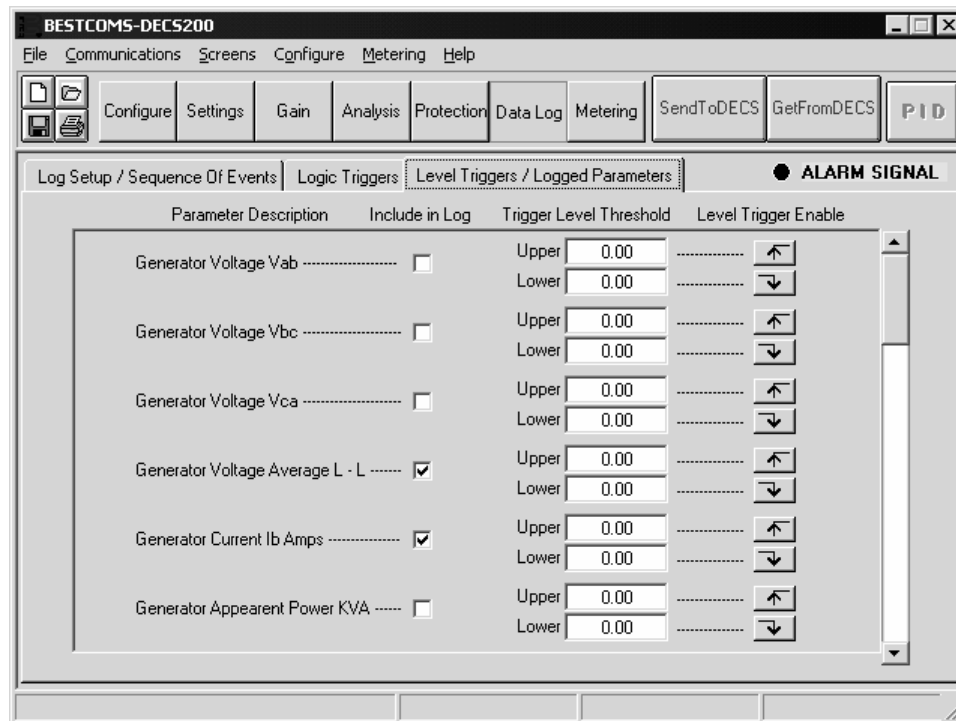 BESTCOMS-DECS200
File Communications Screens Configure Metering Help
Configure Settings Gain Analysis Protection Data Log Metering SendToDECS GetFromDECS PID
Log Setup / Sequence Of Events Logic Triggers Level Triggers / Logged Parameters ALARM SIGNAL
Parameter Description Include in Log Trigger Level Threshold Level Trigger Enable
Generator Voltage Vab -------------------- Upper 0.00 --------------
Lower 0.00 --------------
Generator Voltage Vbc -------------------- Upper 0.00 --------------
Lower 0.00 --------------
Generator Voltage Vca -------------------- Upper 0.00 --------------
Lower 0.00 --------------
Generator Voltage Average L - L ------- Upper 0.00 --------------
Lower 0.00 --------------
Generator Current Ib Amps --------------- Upper 0.00 --------------
Lower 0.00 --------------
Generator Appearent Power KVA ------ Upper 0.00 --------------
Lower 0.00 --------------